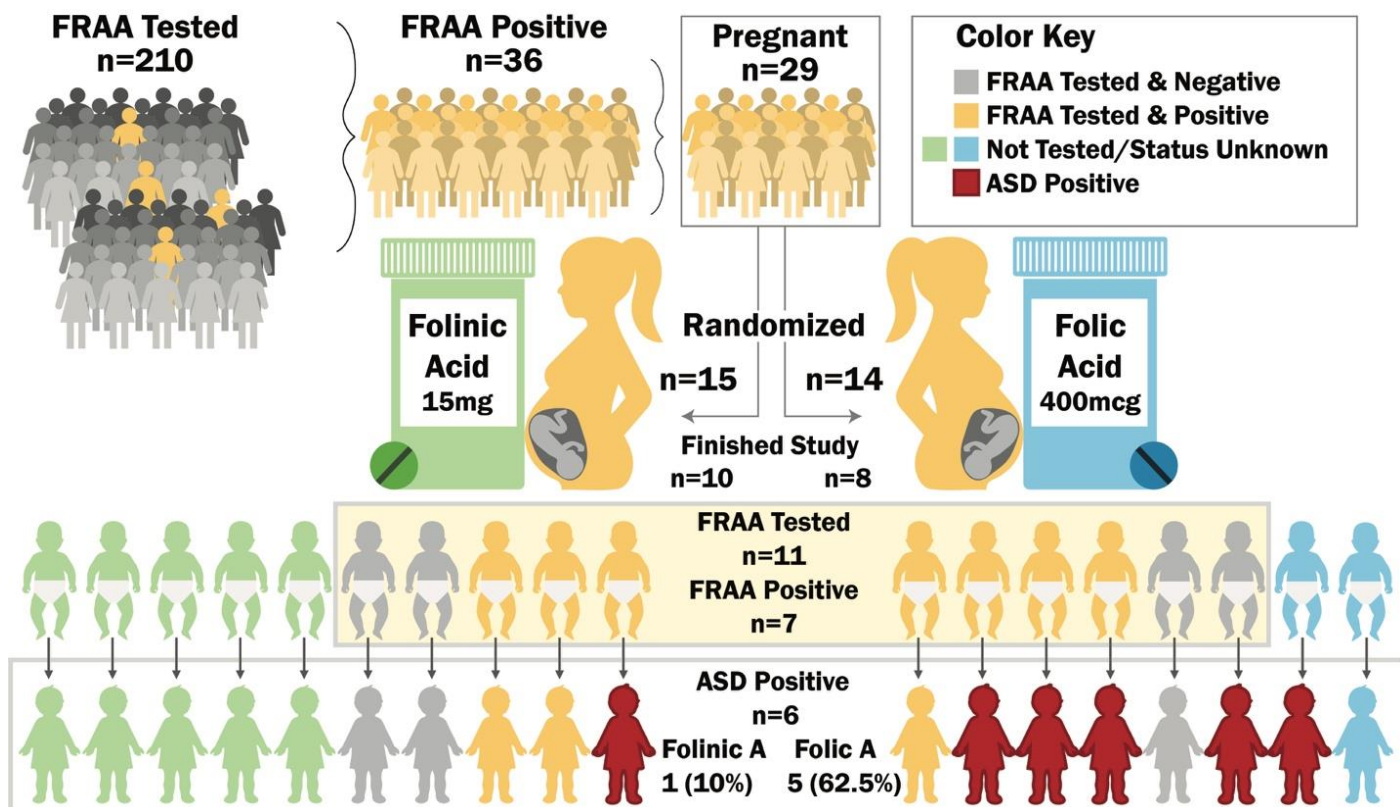 FRAA Tested
n=210
FRAA Positive
n=36
Pregnant
n=29
Color Key
FRAA Tested & Negative
FRAA Tested & Positive
Not Tested/Status Unknown
ASD Positive
Folinic
Acid
15mg
Randomized
n=15
n=14
Folic
Acid
400mcg
Finished Study
n=10
n=8
FRAA Tested
n=11
FRAA Positive
n=7
ASD Positive
n=6
Folinic A
Folic A
1 (10%)
5 (62.5%)